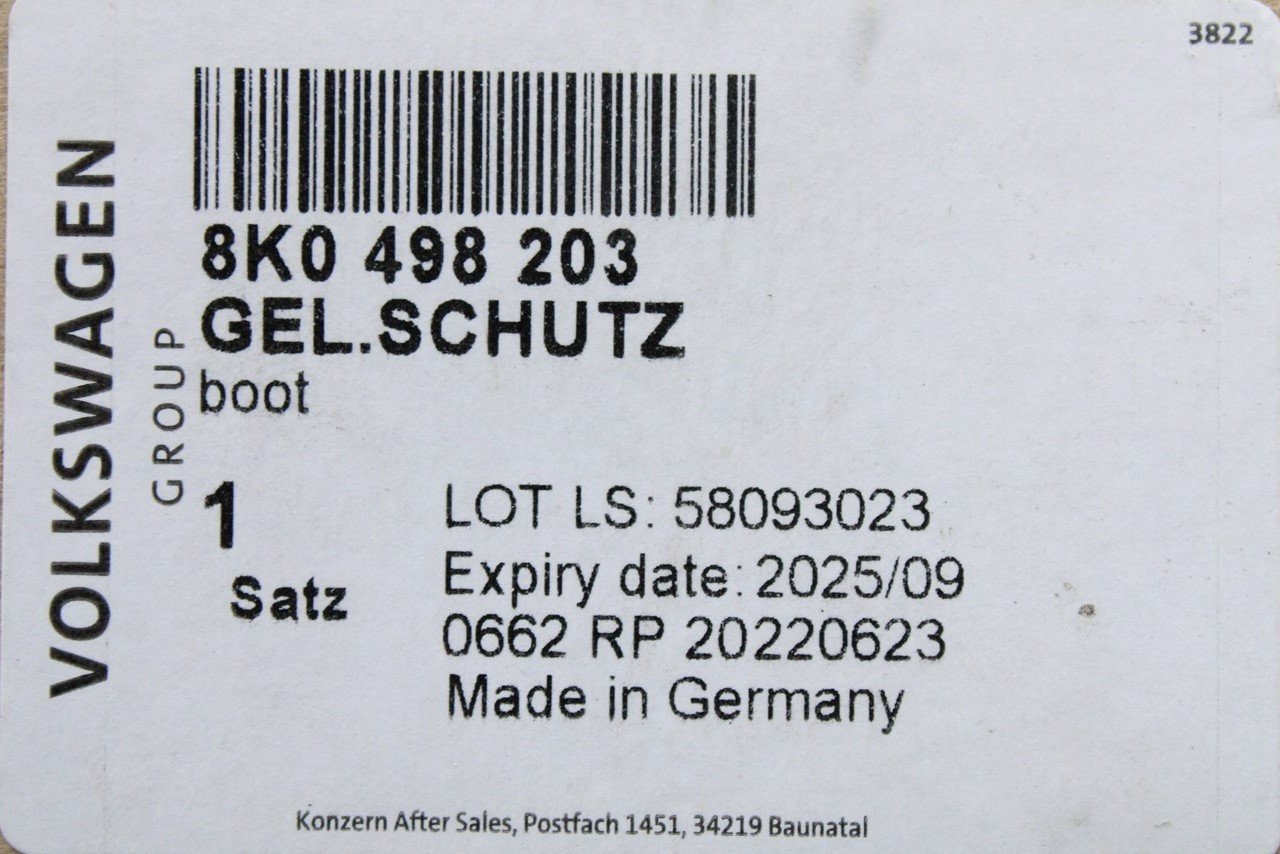 3822
VOLKSWAGEN
GROUP
8K0 498 203
GEL.SCHUTZ
boot
1
Satz
LOT LS: 58093023
Expiry date: 2025/09
0662 RP 20220623
Made in Germany
Konzern After Sales, Postfach 1451, 34219 Baunatal